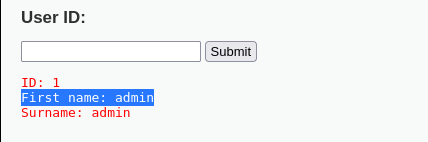 User ID:
Submit
ID: 1
First name: admin
Surname: admin